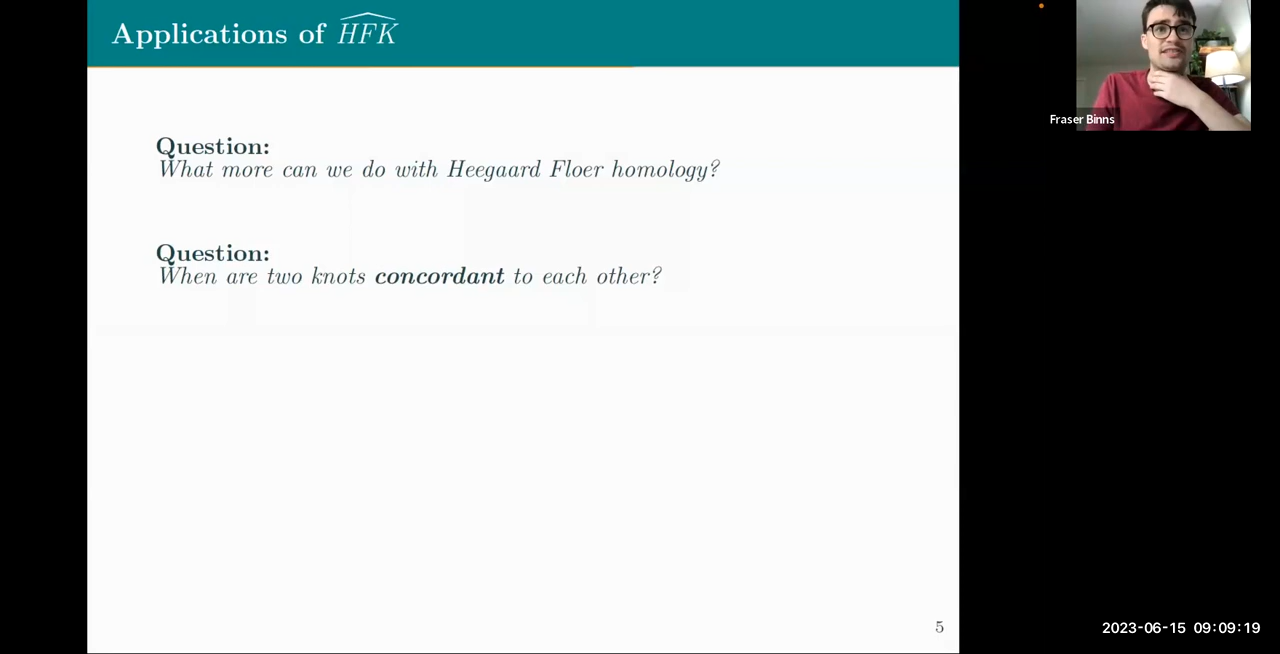 Applications of $\widehat{HFK}$
Question:
What more can we do with Heegaard Floer homology?
Question:
When are two knots concordant to each other?
5
Fraser Binns
2023-06-15 09:09:19